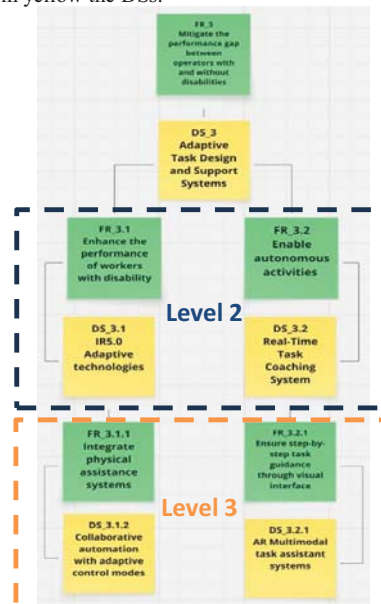 in yellow the DSs.
FR_3
Mitigate the
performance gap
between
operators with
and without
disabilities
DS_3
Adaptive
Task Design
and Support
Systems
FR_3.1
Enhance the
performance
of workers
with disability
FR_3.2
Enable
autonomous
activities
Level 2
DS_3.1
IR5.0
Adaptive
technologies
DS_3.2
Real-Time
Task
Coaching
System
FR_3.1.1
Integrate
physical
assistance
systems
FR_3.2.1
Ensure step-by-
step task
guidance
through visual
interface
Level 3
DS_3.1.2
Collaborative
automation
with adaptive
control modes
DS_3.2.1
AR Multimodal
task assistant
systems